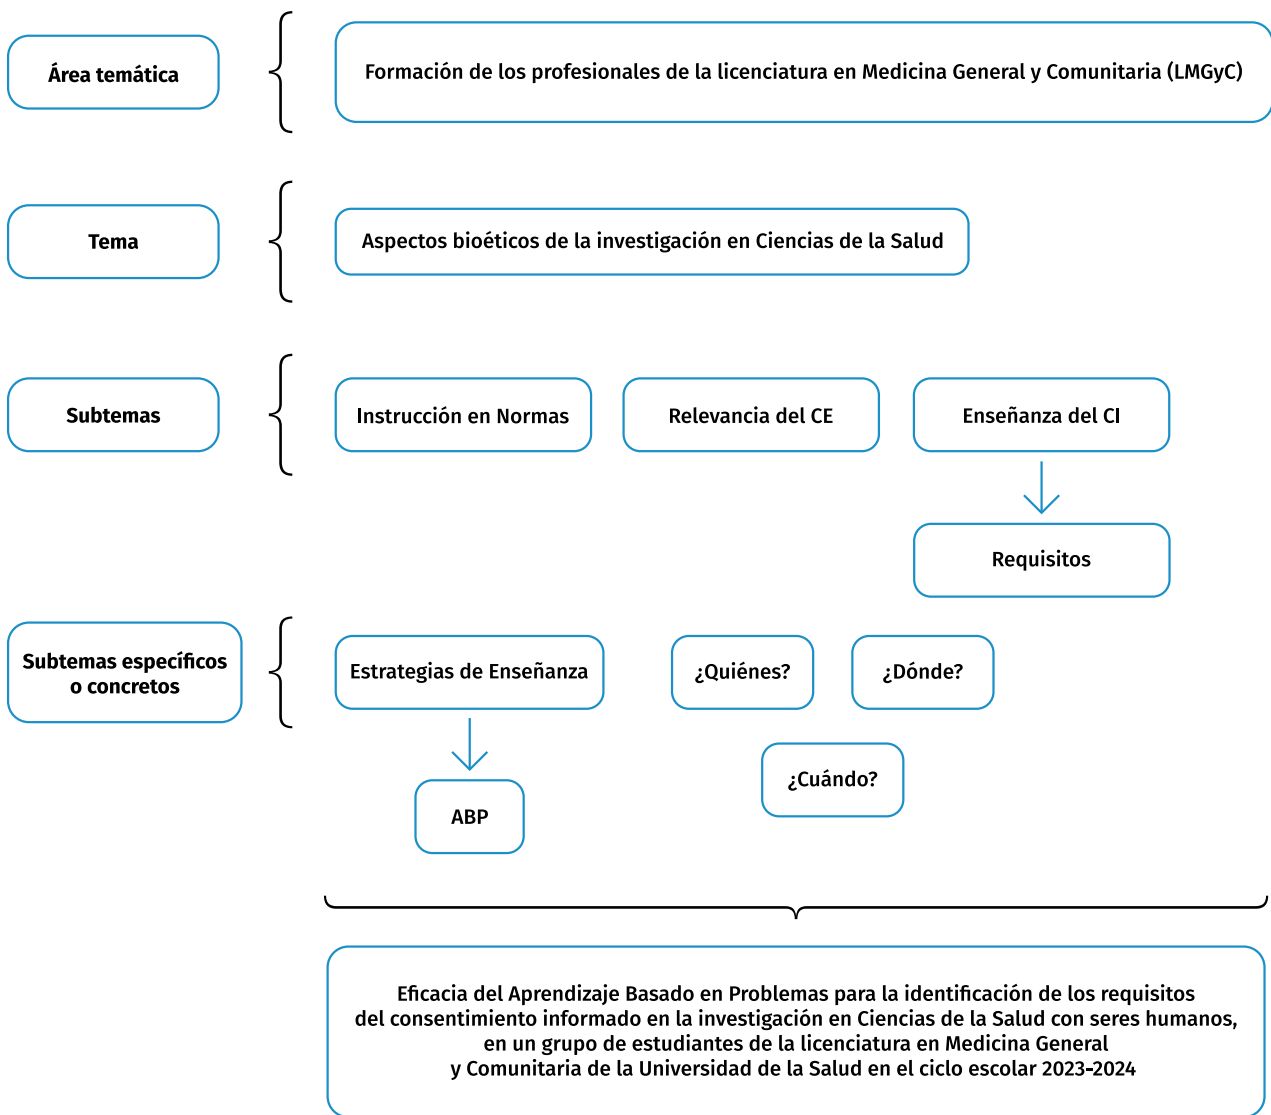 Área temática
Formación de los profesionales de la licenciatura en Medicina General y Comunitaria (LMGyC)
Tema
Aspectos bioéticos de la investigación en Ciencias de la Salud
Subtemas
Instrucción en Normas
Relevancia del CE
Enseñanza del CI
Requisitos
Subtemas específicos
o concretos
Estrategias de Enseñanza
¿Quiénes?
¿Dónde?
¿Cuándo?
ABP
Eficacia del Aprendizaje Basado en Problemas para la identificación de los requisitos
del consentimiento informado en la investigación en Ciencias de la Salud con seres humanos,
en un grupo de estudiantes de la licenciatura en Medicina General
y Comunitaria de la Universidad de la Salud en el ciclo escolar 2023-2024